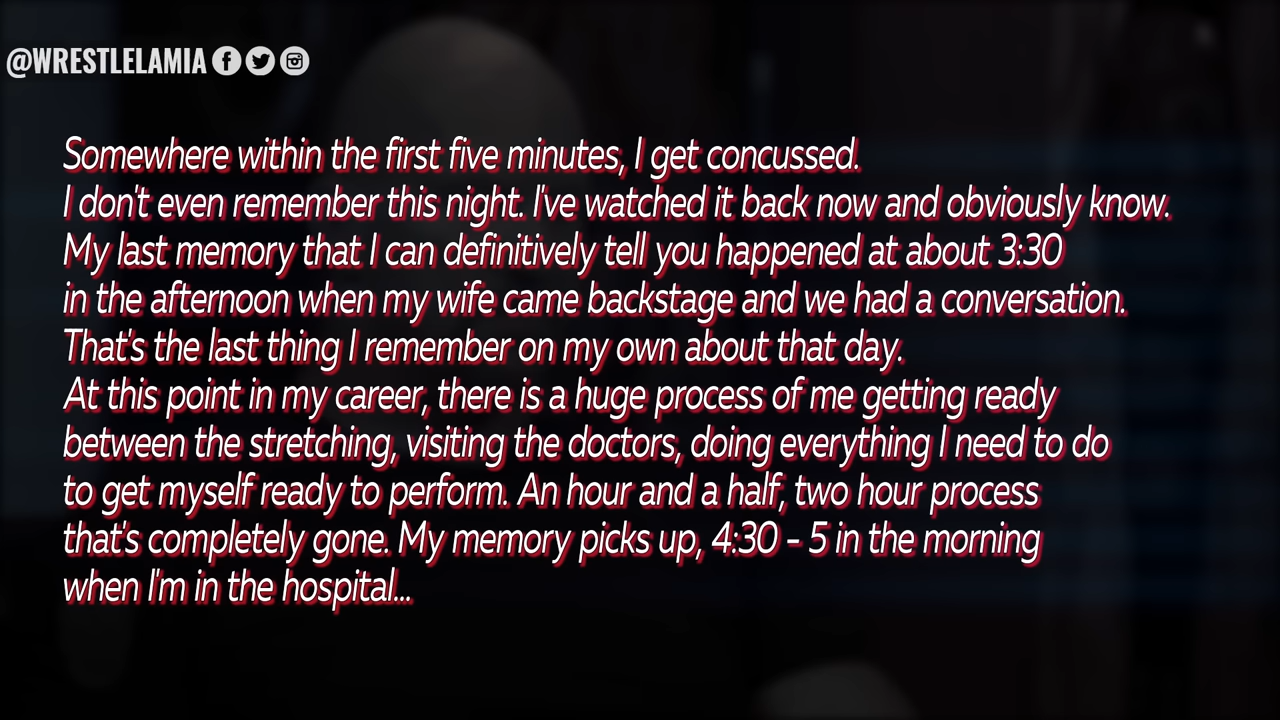 @WRESTLELAMIA
Somewhere within the first five minutes, I get concussed.
I don't even remember this night. I've watched it back now and obviously know.
My last memory that I can definitively tell you happened at about 3:30
in the afternoon when my wife came backstage and we had a conversation.
That's the last thing I remember on my own about that day.
At this point in my career, there is a huge process of me getting ready
between the stretching, visiting the doctors, doing everything I need to do
to get myself ready to perform. An hour and a half, two hour process
that's completely gone. My memory picks up, 4:30 - 5 in the morning
when I'm in the hospital...